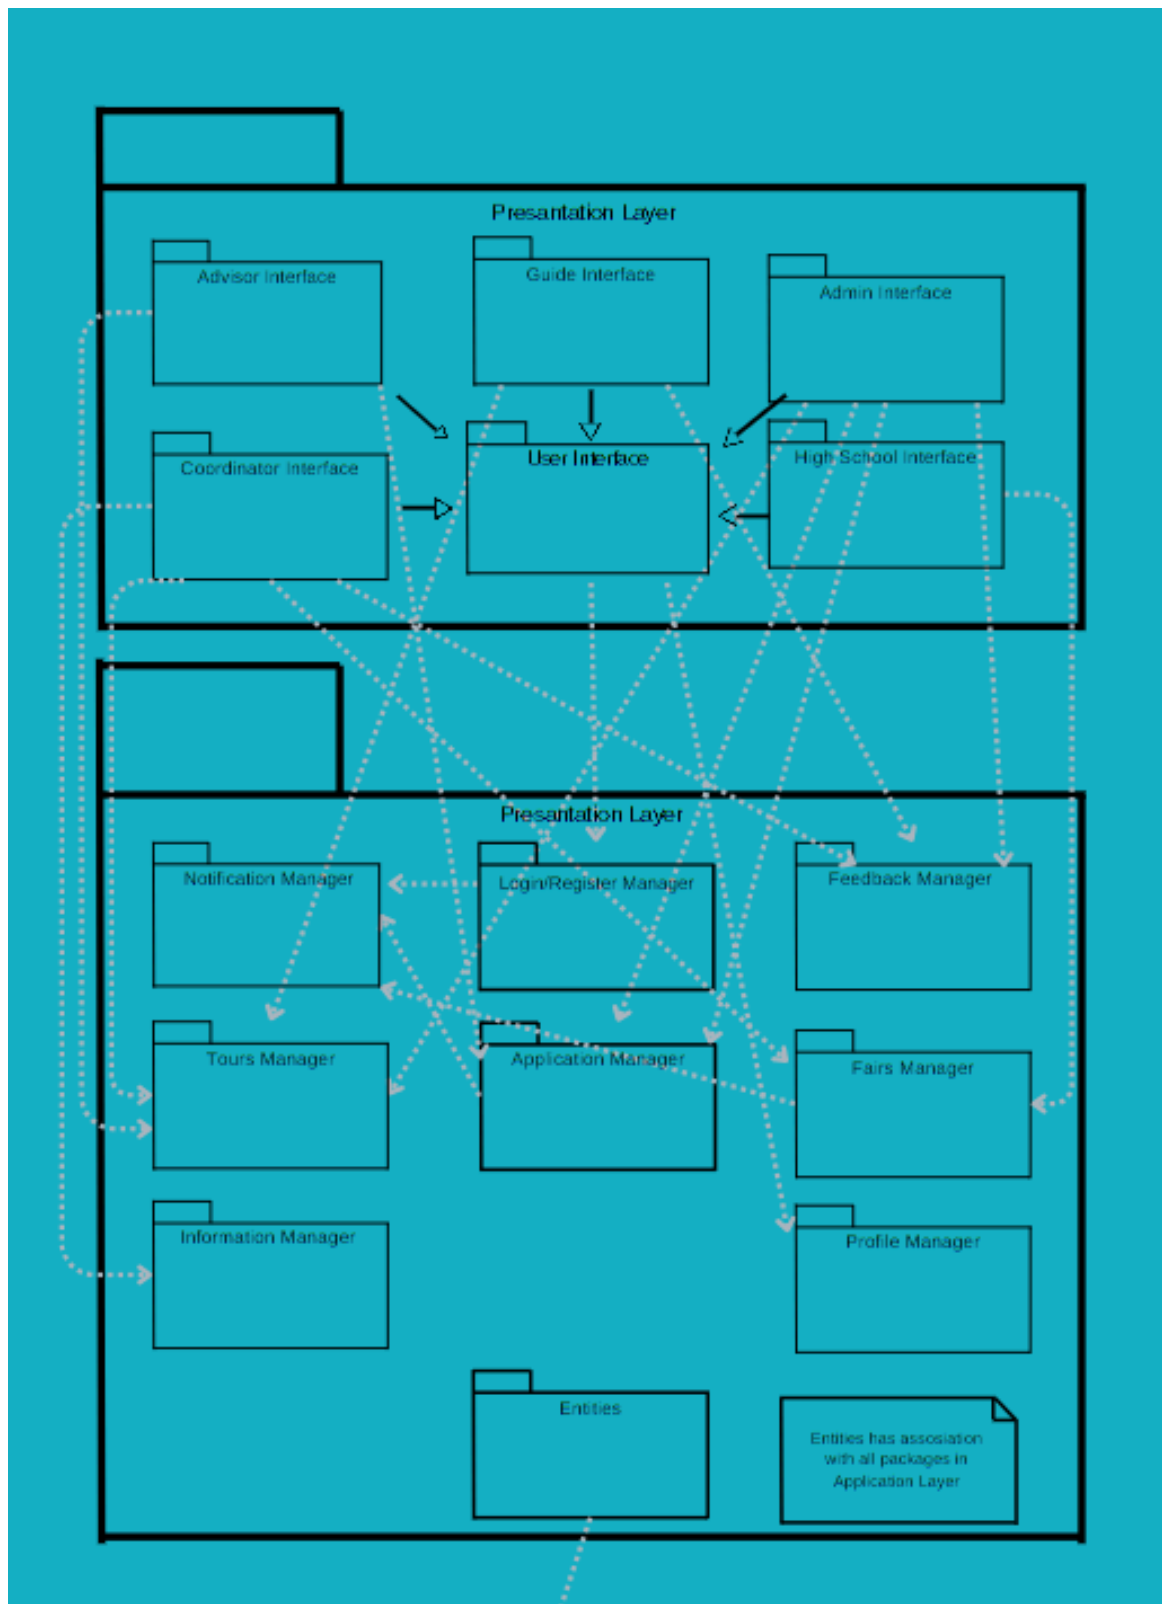 Presantation Layer
Advisor Interface
Guide Interface
Admin Interface
Coordinator Interface
User Interface
High School Interface
Presantation Layer
Notification Manager
Login/Register Manager
Feedback Manager
Tours Manager
Application Manager
Fairs Manager
Information Manager
Profile Manager
Entities
Entities has assosiation
with all packages in
Application Layer